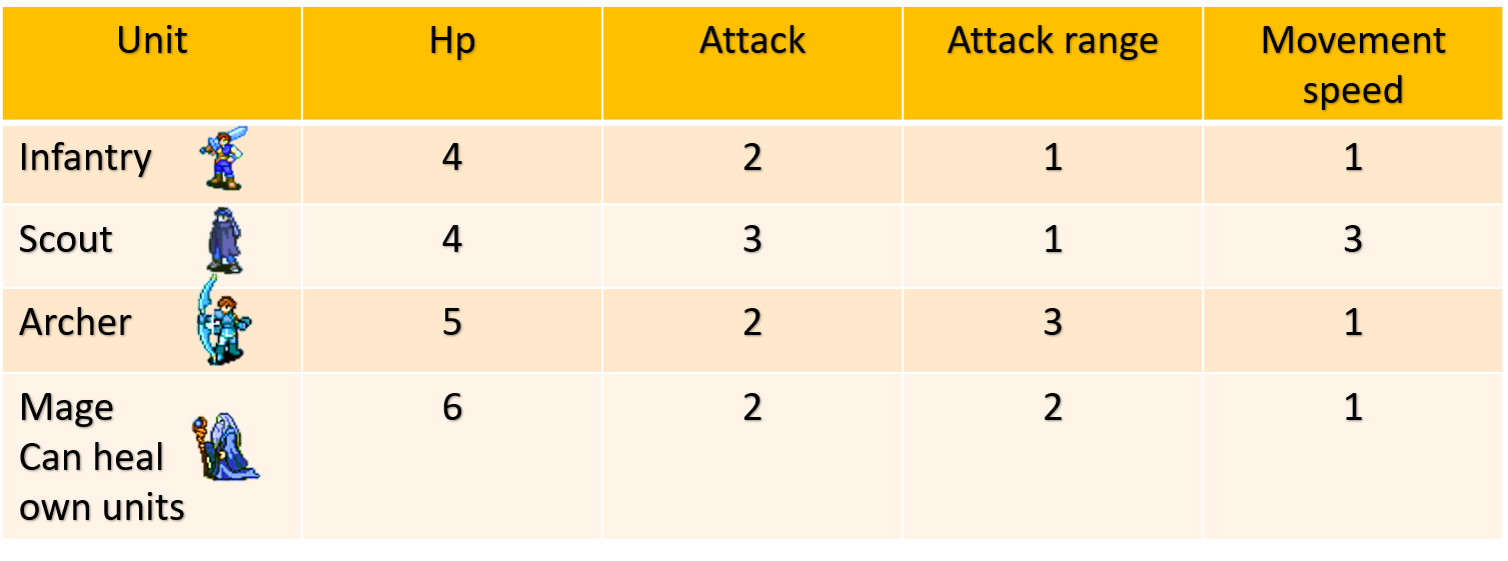 Unit Hp Attack Attack range Movement speed
Infantry 4 2 1 1
Scout 4 3 1 3
Archer 5 2 3 1
Mage 6 2 2 1
Can heal
own units